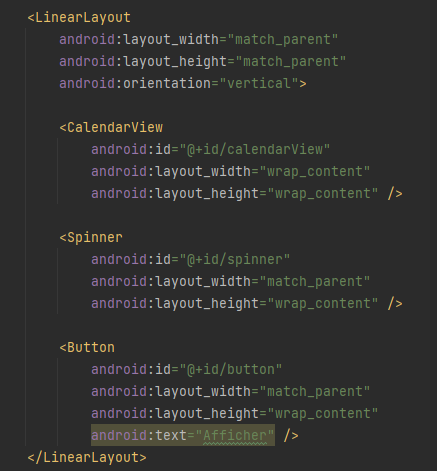 <LinearLayout
android:layout_width="match_parent"
android:layout_height="match_parent"
android:orientation="vertical">
<CalendarView
android:id="@+id/calendarView"
android:layout_width="wrap_content"
android:layout_height="wrap_content" />
<Spinner
android:id="@+id/spinner"
android:layout_width="match_parent"
android:layout_height="wrap_content" />
<Button
android:id="@+id/button"
android:layout_width="match_parent"
android:layout_height="wrap_content"
android:text="Afficher" />
</LinearLayout>